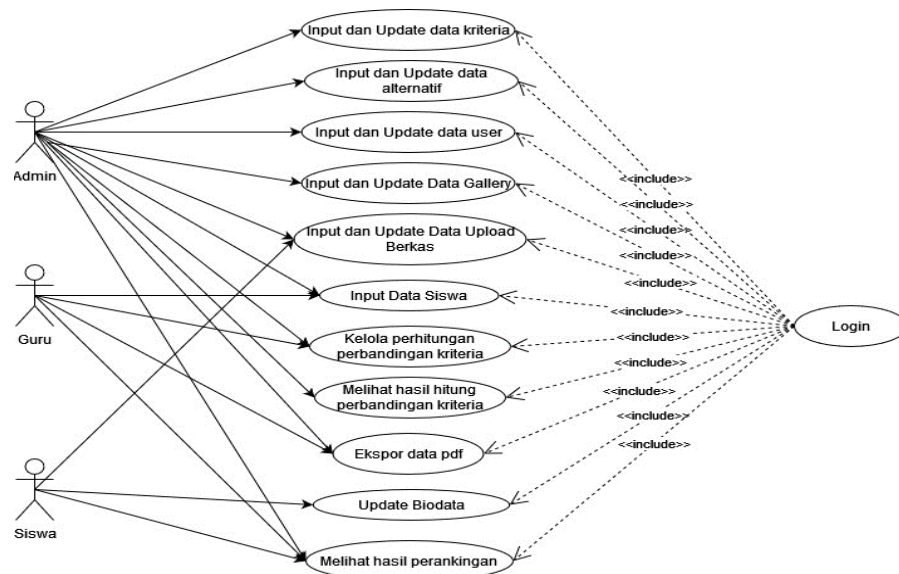 Input dan Update data kriteria
Input dan Update data
alternatif
Input dan Update data user
Input dan Update Data Gallery
Input dan Update Data Upload
Berkas
Input Data Siswa
Kelola perhitungan
perbandingan kriteria
Melihat hasil hitung
perbandingan kriteria
Ekspor data pdf
Update Biodata
Melihat hasil perankingan
Admin
Guru
Siswa
<<include>>
<<include>>
<<include>>
<<include>>
<<include>>
<<include>>
<<include>>
<<include>>
<<include>>
<<include>>
<<include>>
Login